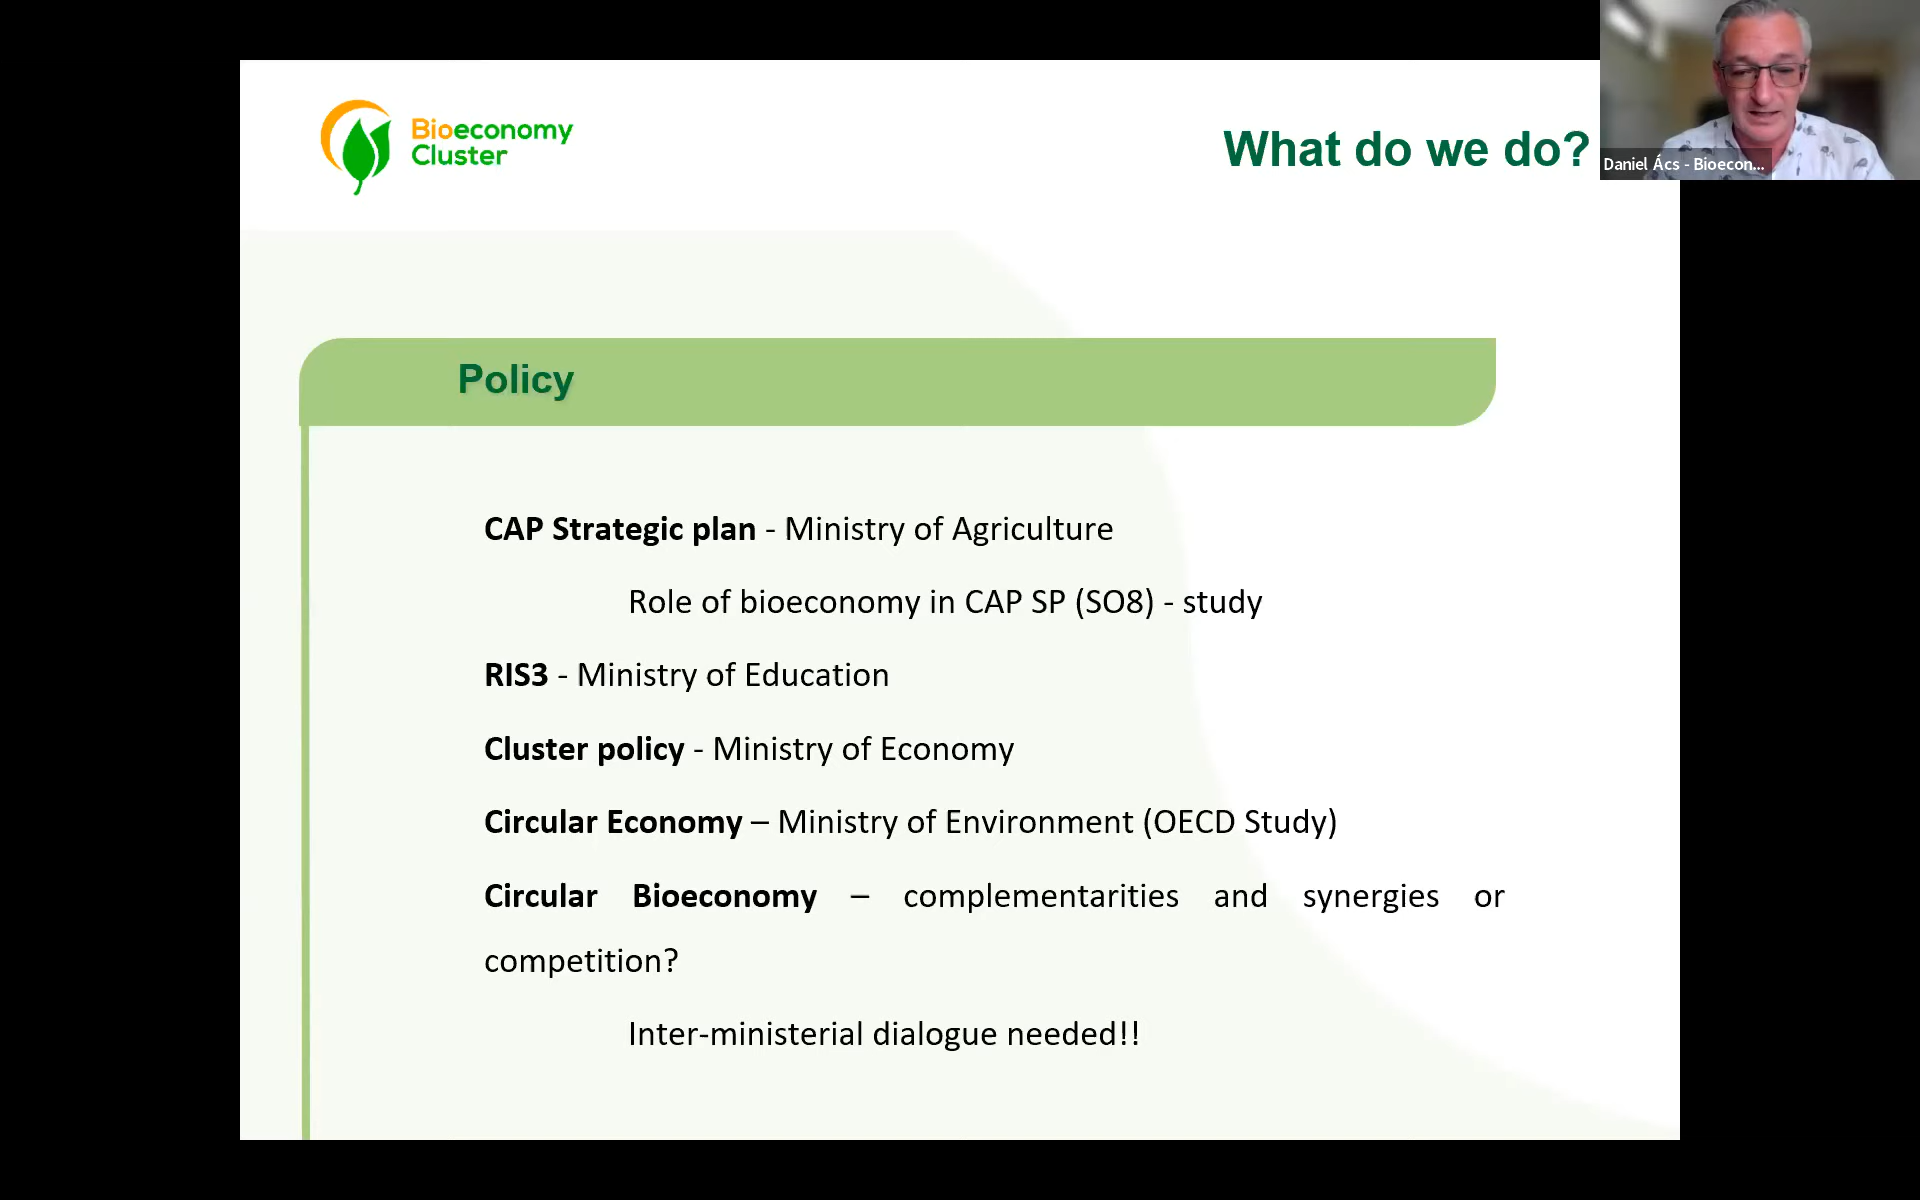 Bioeconomy
Cluster
What do we do?
Daniel Ács - Bioecon...
Policy
CAP Strategic plan - Ministry of Agriculture
Role of bioeconomy in CAP SP (SO8) - study
RIS3 - Ministry of Education
Cluster policy - Ministry of Economy
Circular Economy – Ministry of Environment (OECD Study)
Circular Bioeconomy – complementarities and synergies or
competition?
Inter-ministerial dialogue needed!!